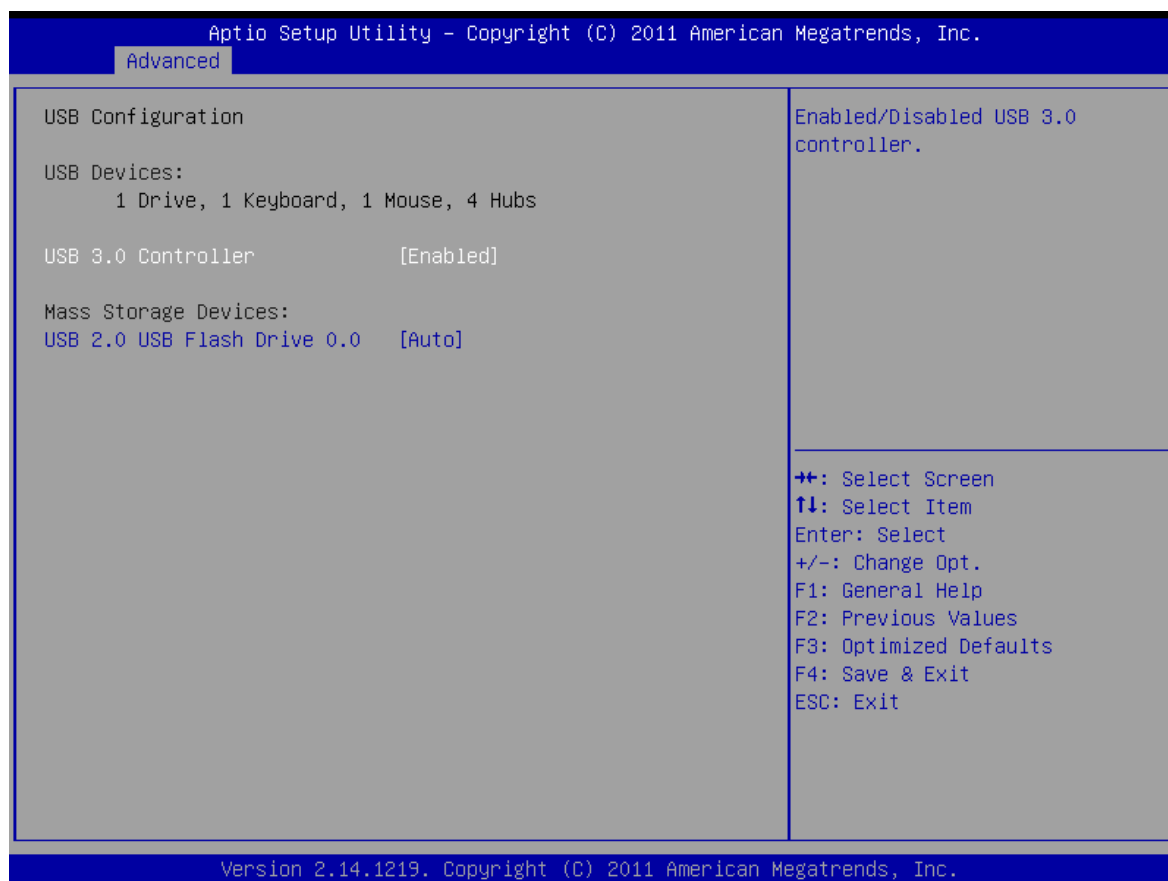 Aptio Setup Utility – Copyright (C) 2011 American Megatrends, Inc.
Advanced
USB Configuration
USB Devices:
1 Drive, 1 Keyboard, 1 Mouse, 4 Hubs
USB 3.0 Controller [Enabled]
Mass Storage Devices:
USB 2.0 USB Flash Drive 0.0 [Auto]
Enabled/Disabled USB 3.0
controller.
→←: Select Screen
↑↓: Select Item
Enter: Select
+/-: Change Opt.
F1: General Help
F2: Previous Values
F3: Optimized Defaults
F4: Save & Exit
ESC: Exit
Version 2.14.1219. Copyright (C) 2011 American Megatrends, Inc.